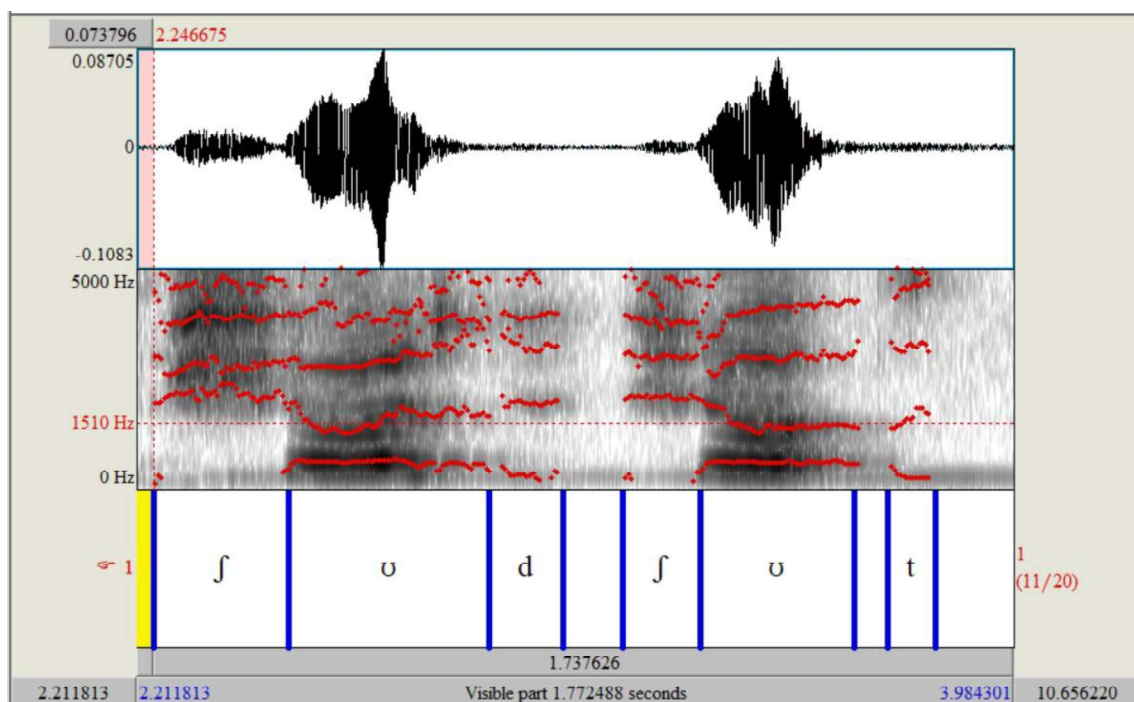 0.073796 2.246675
0.08705
0
-0.1083
5000 Hz
1510 Hz
0 Hz
☞ 1 ʃ ʊ d ʃ ʊ t 1
(11/20)
1.737626
2.211813 2.211813 Visible part 1.772488 seconds 3.984301 10.656220